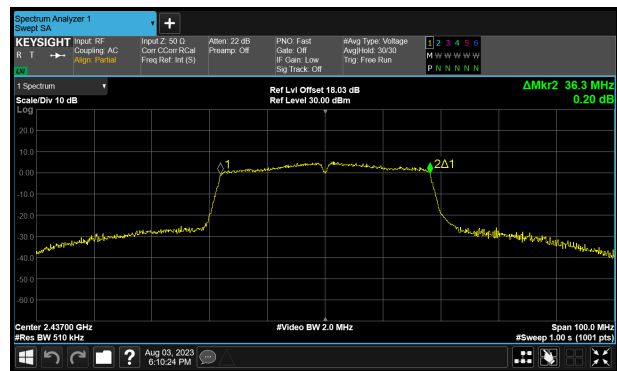 Spectrum Analyzer 1
Swept SA
+
KEYSIGHT
R T
LXI
Input: RF
Coupling: AC
Align: Partial
Input Z: 50 Ω
Corr CCorr RCal
Freq Ref: Int (S)
Atten: 22 dB
Preamp: Off
PNO: Fast
Gate: Off
IF Gain: Low
Sig Track: Off
#Avg Type: Voltage
Avg|Hold: 30/30
Trig: Free Run
1 2 3 4 5 6
M W W W W W
P N N N N N
1 Spectrum
Scale/Div 10 dB
Ref Lvl Offset 18.03 dB
Ref Level 30.00 dBm
ΔMkr2 36.3 MHz
0.20 dB
Log
20.0
10.0
0.00
-10.0
-20.0
-30.0
-40.0
-50.0
-60.0
1
2Δ1
Center 2.43700 GHz
#Res BW 510 kHz
#Video BW 2.0 MHz
Span 100.0 MHz
#Sweep 1.00 s (1001 pts)
?
Aug 03, 2023
6:10:24 PM